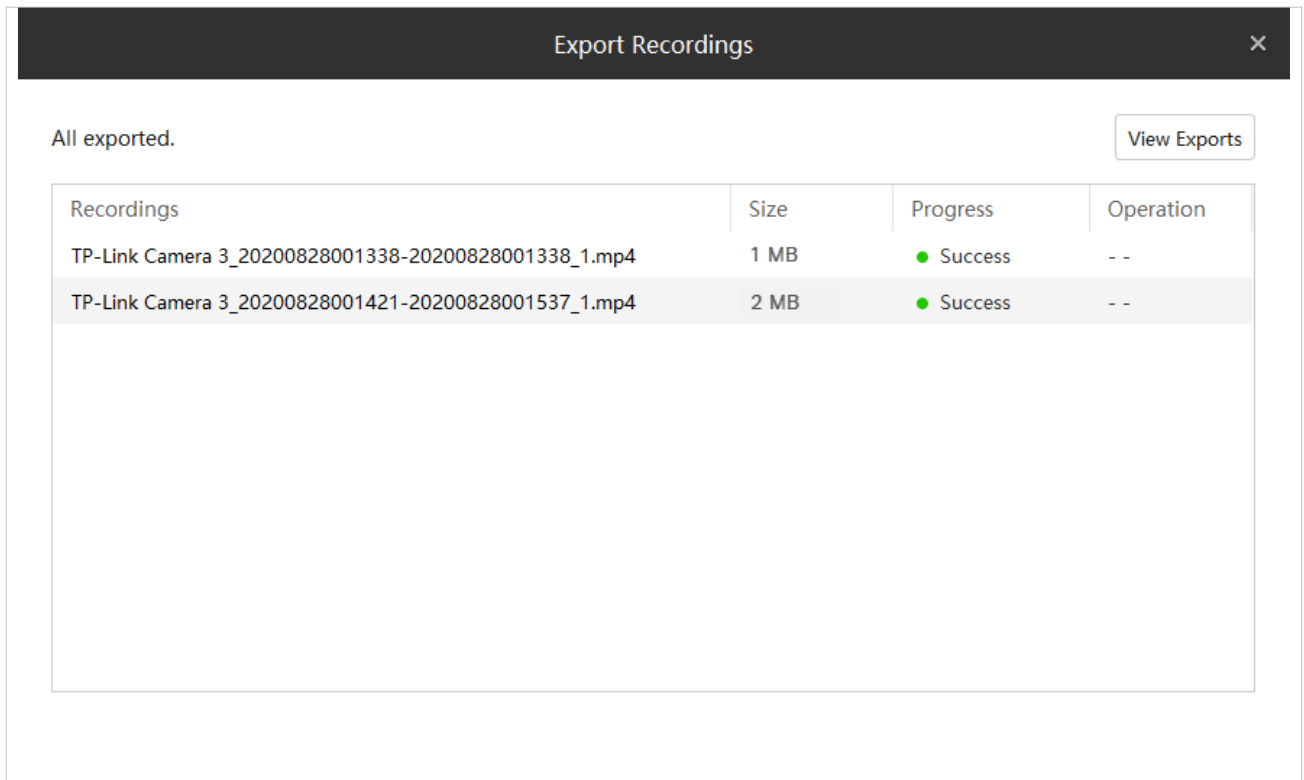 Export Recordings ×
All exported. View Exports
Recordings Size Progress Operation
TP-Link Camera 3_20200828001338-20200828001338_1.mp4 1 MB Success - -
TP-Link Camera 3_20200828001421-20200828001537_1.mp4 2 MB Success - -